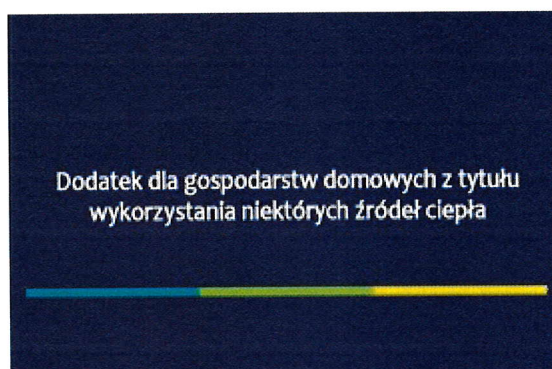 Dodatek dla gospodarstw domowych z tytułu
wykorzystania niektórych źródeł ciepła